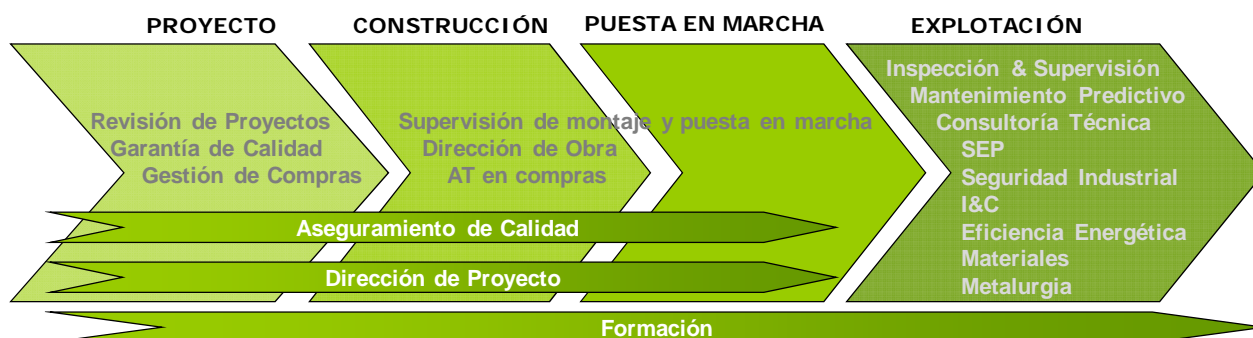 PROYECTO
CONSTRUCCIÓN
PUESTA EN MARCHA
EXPLOTACIÓN
Revisión de Proyectos
Garantía de Calidad
Gestión de Compras
Supervisión de montaje y puesta en marcha
Dirección de Obra
AT en compras
Inspección & Supervisión
Mantenimiento Predictivo
Consultoría Técnica
SEP
Seguridad Industrial
I&C
Eficiencia Energética
Materiales
Metalurgia
Aseguramiento de Calidad
Dirección de Proyecto
Formación